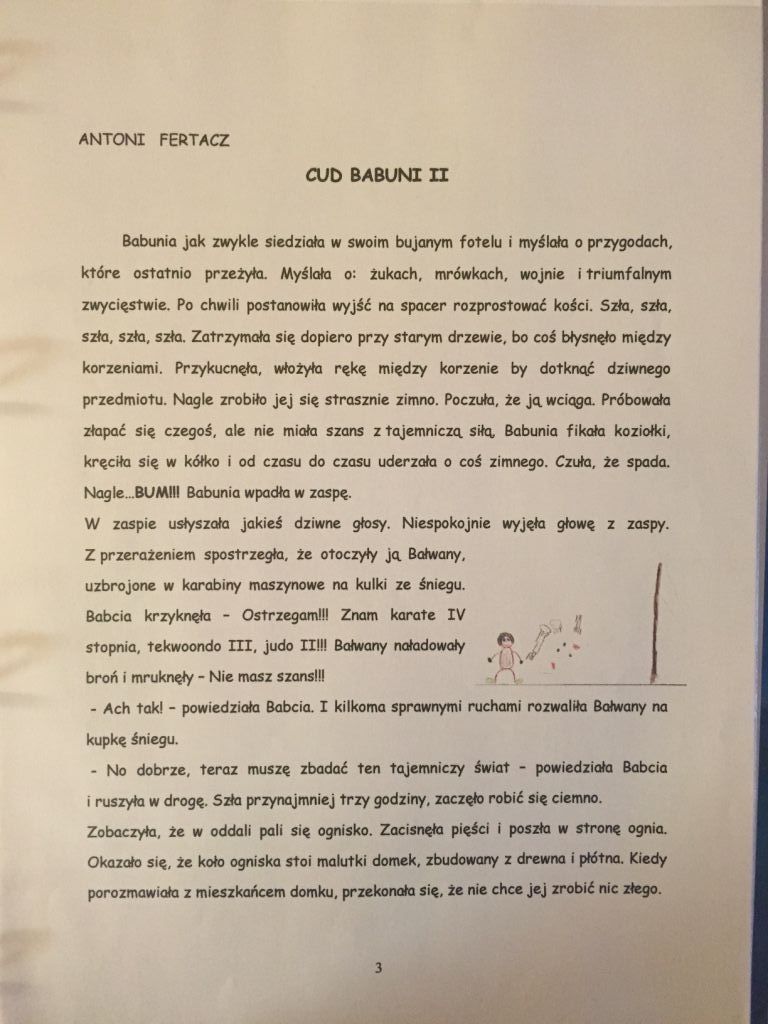 ANTONI FERTACZ
CUD BABUNI II
Babunia jak zwykle siedziała w swoim bujanym fotelu i myślała o przygodach,
które ostatnio przeżyła. Myślała o: żukach, mrówkach, wojnie i triumfalnym
zwycięstwie. Po chwili postanowiła wyjść na spacer rozprostować kości. Szła, szła,
szła, szła, szła. Zatrzymała się dopiero przy starym drzewie, bo coś błysnęło między
korzeniami. Przykucnęła, włożyła rękę między korzenie by dotknąć dziwnego
przedmiotu. Nagle zrobiło jej się strasznie zimno. Poczuła, że ją wciąga. Próbowała
złapać się czegoś, ale nie miała szans z tajemniczą siłą. Babunia fikała koziołki,
kręciła się w kółko i od czasu do czasu uderzała o coś zimnego. Czuła, że spada.
Nagle...BUM!!! Babunia wpadła w zaspę.
W zaspie usłyszała jakieś dziwne głosy. Niespokojnie wyjęła głowę z zaspy.
Z przerażeniem spostrzegła, że otoczyły ją Bałwany,
uzbrojone w karabiny maszynowe na kulki ze śniegu.
Babcia krzyknęła – Ostrzegam!!! Znam karate IV
stopnia, tekwoondo III, judo II!!! Bałwany naładowały
broń i mruknęły – Nie masz szans!!!
- Ach tak! – powiedziała Babcia. I kilkoma sprawnymi ruchami rozwaliła Bałwany na
kupkę śniegu.
- No dobrze, teraz muszę zbadać ten tajemniczy świat – powiedziała Babcia
i ruszyła w drogę. Szła przynajmniej trzy godziny, zaczęło robić się ciemno.
Zobaczyła, że w oddali pali się ognisko. Zacisnęła pięści i poszła w stronę ognia.
Okazało się, że koło ogniska stoi malutki domek, zbudowany z drewna i płótna. Kiedy
porozmawiała z mieszkańcem domku, przekonała się, że nie chce jej zrobić nic złego.
3